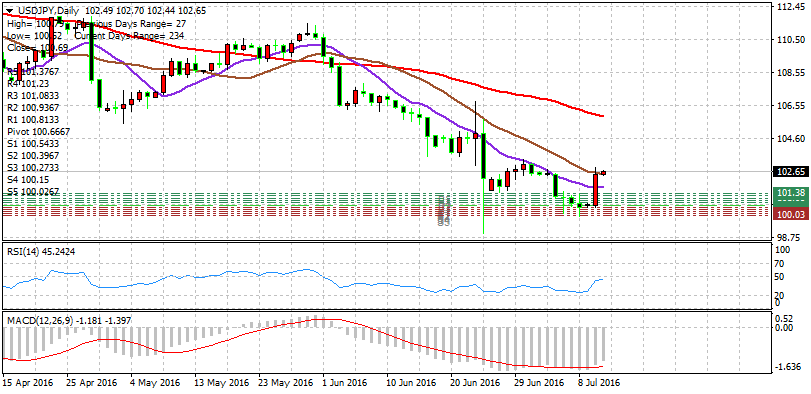 USDJPY,Daily 102.49 102.70 102.44 102.65
High= 100.79 Previous Days Range= 27
Low= 100.52 Current Days Range= 234
Close= 100.69
R5 101.3767
R4 101.23
R3 101.0833
R2 100.9367
R1 100.8133
Pivot 100.6667
S1 100.5433
S2 100.3967
S3 100.2733
S4 100.15
S5 100.0267
112.45
110.50
108.55
106.55
104.60
102.65
101.38
100.03
98.75
RSI(14) 45.2424
100
70
50
20
0
MACD(12,26,9) -1.181 -1.397
0.52
0.00
-1.636
15 Apr 2016 25 Apr 2016 4 May 2016 13 May 2016 23 May 2016 1 Jun 2016 10 Jun 2016 20 Jun 2016 29 Jun 2016 8 Jul 2016